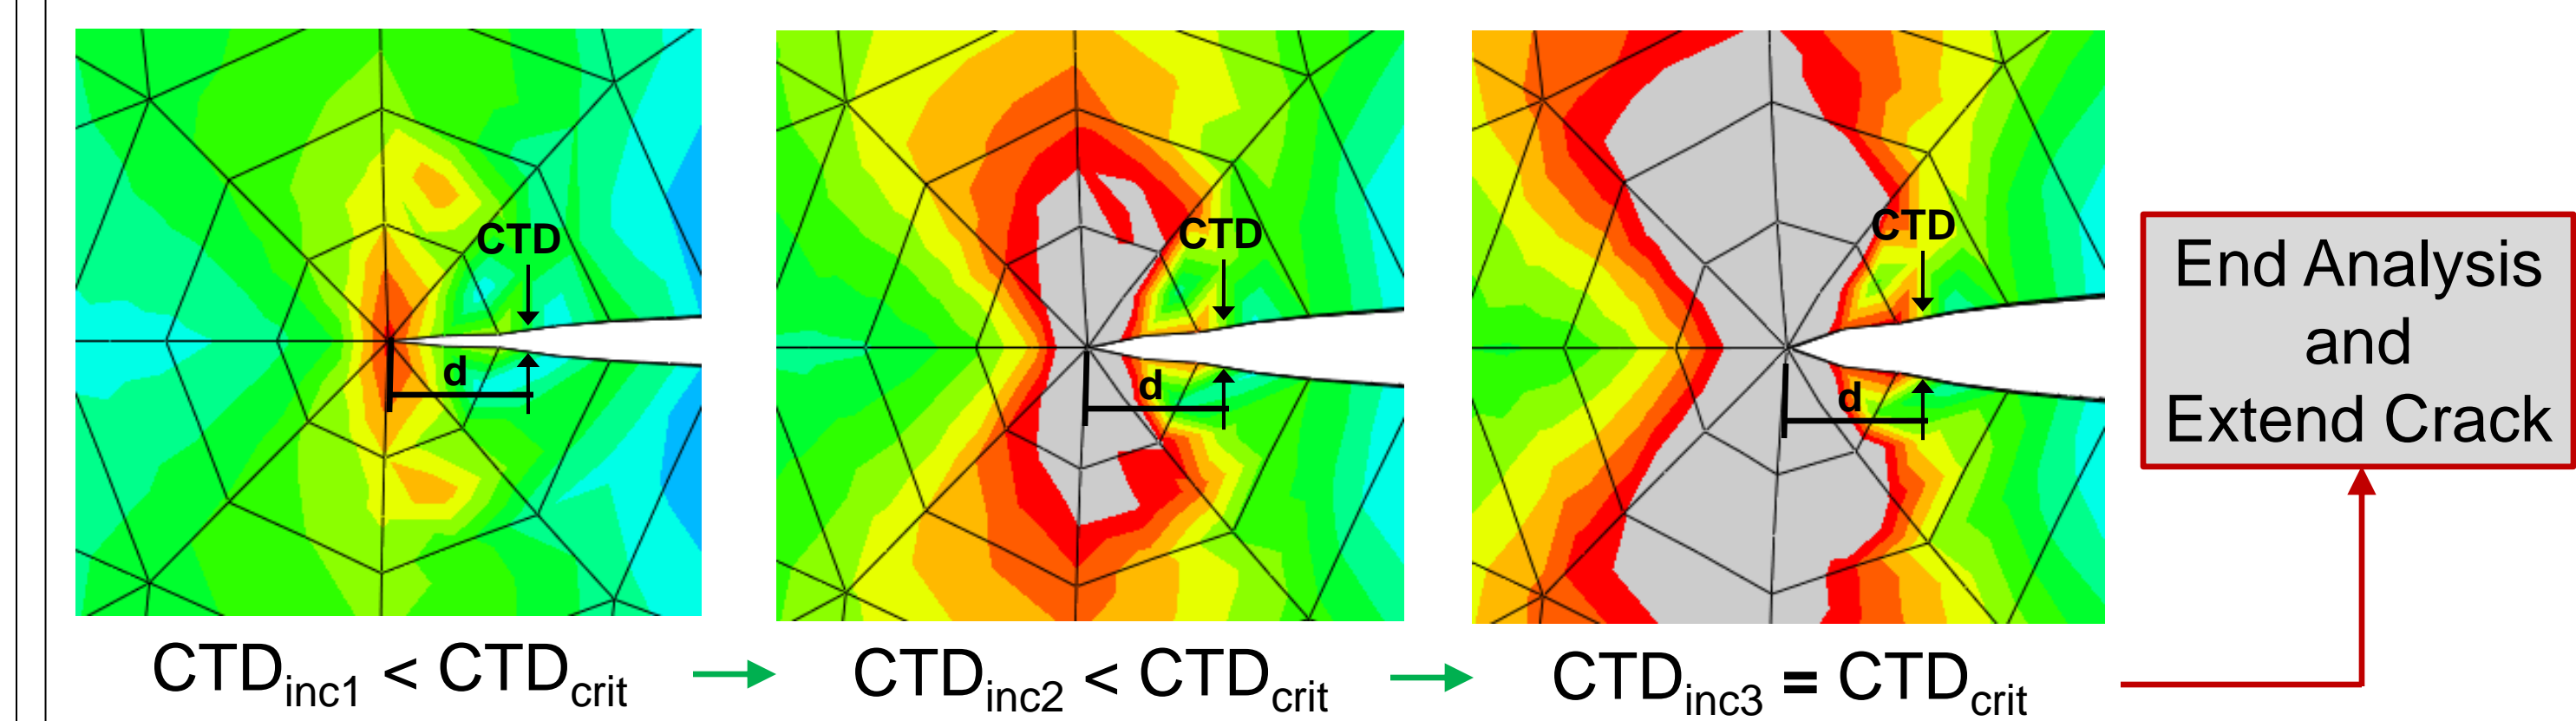 CTD
d
CTD
d
CTD
d
End Analysis
and
Extend Crack
CTDinc1 < CTDcrit
CTDinc2 < CTDcrit
CTDinc3 = CTDcrit